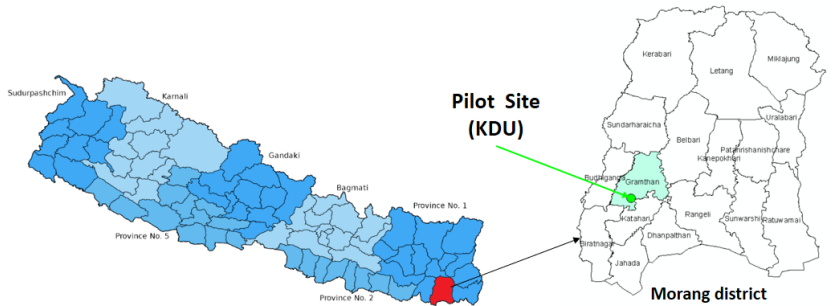 Sudurpashchim
Karnali
Gandaki
Bagmati
Province No. 1
Province No. 5
Province No. 2
Pilot Site
(KDU)
Kerabari
Letang
Miklajung
Sundarharaicha
Belbari
Uralabari
Patahrishanishchare
Kanepokhari
Budhiganga
Gramthan
Katahari
Rangeli
Sunwarshi
Ratuwamai
Biratnagar
Dhanpalthan
Jahada
Morang district